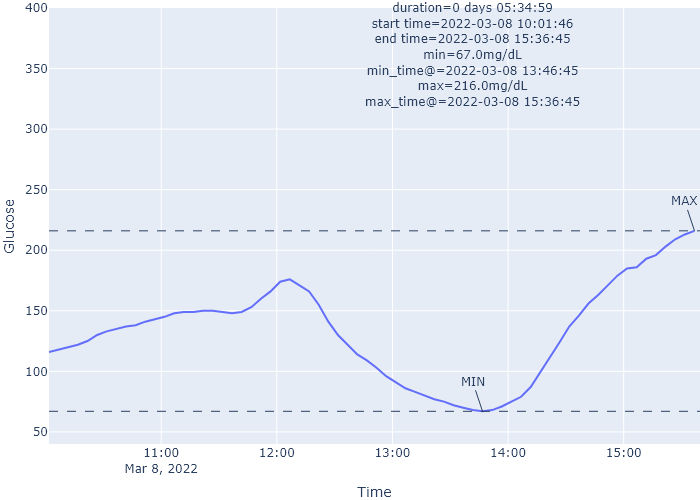 duration=0 days 05:34:59
start time=2022-03-08 10:01:46
end time=2022-03-08 15:36:45
min=67.0mg/dL
min_time@=2022-03-08 13:46:45
max=216.0mg/dL
max_time@=2022-03-08 15:36:45
400
350
300
250
200
150
100
50
Glucose
MAX
MIN
11:00
12:00
13:00
14:00
15:00
Mar 8, 2022
Time